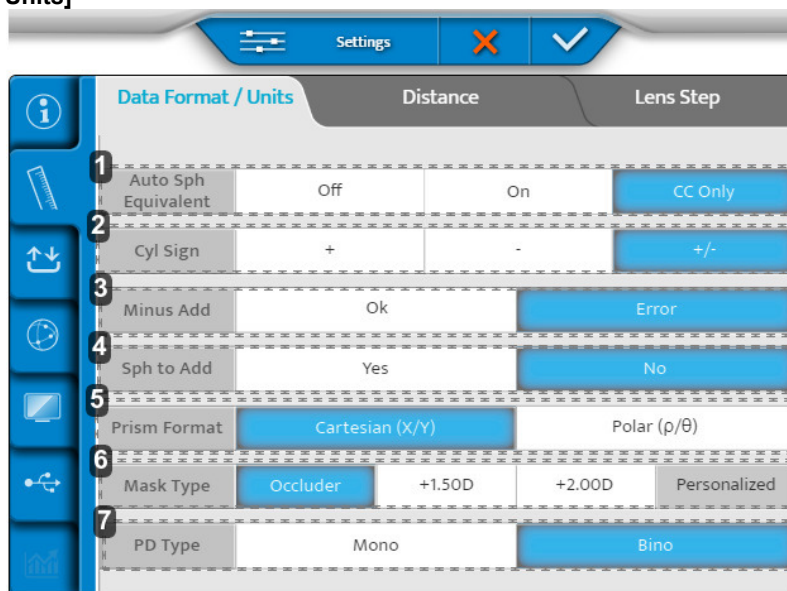 Units]
Settings
Data Format / Units Distance Lens Step
1
Auto Sph Equivalent Off On CC Only
2
Cyl Sign + - +/-
3
Minus Add Ok Error
4
Sph to Add Yes No
5
Prism Format Cartesian (X/Y) Polar (ρ/θ)
6
Mask Type Occluder +1.50D +2.00D Personalized
7
PD Type Mono Bino